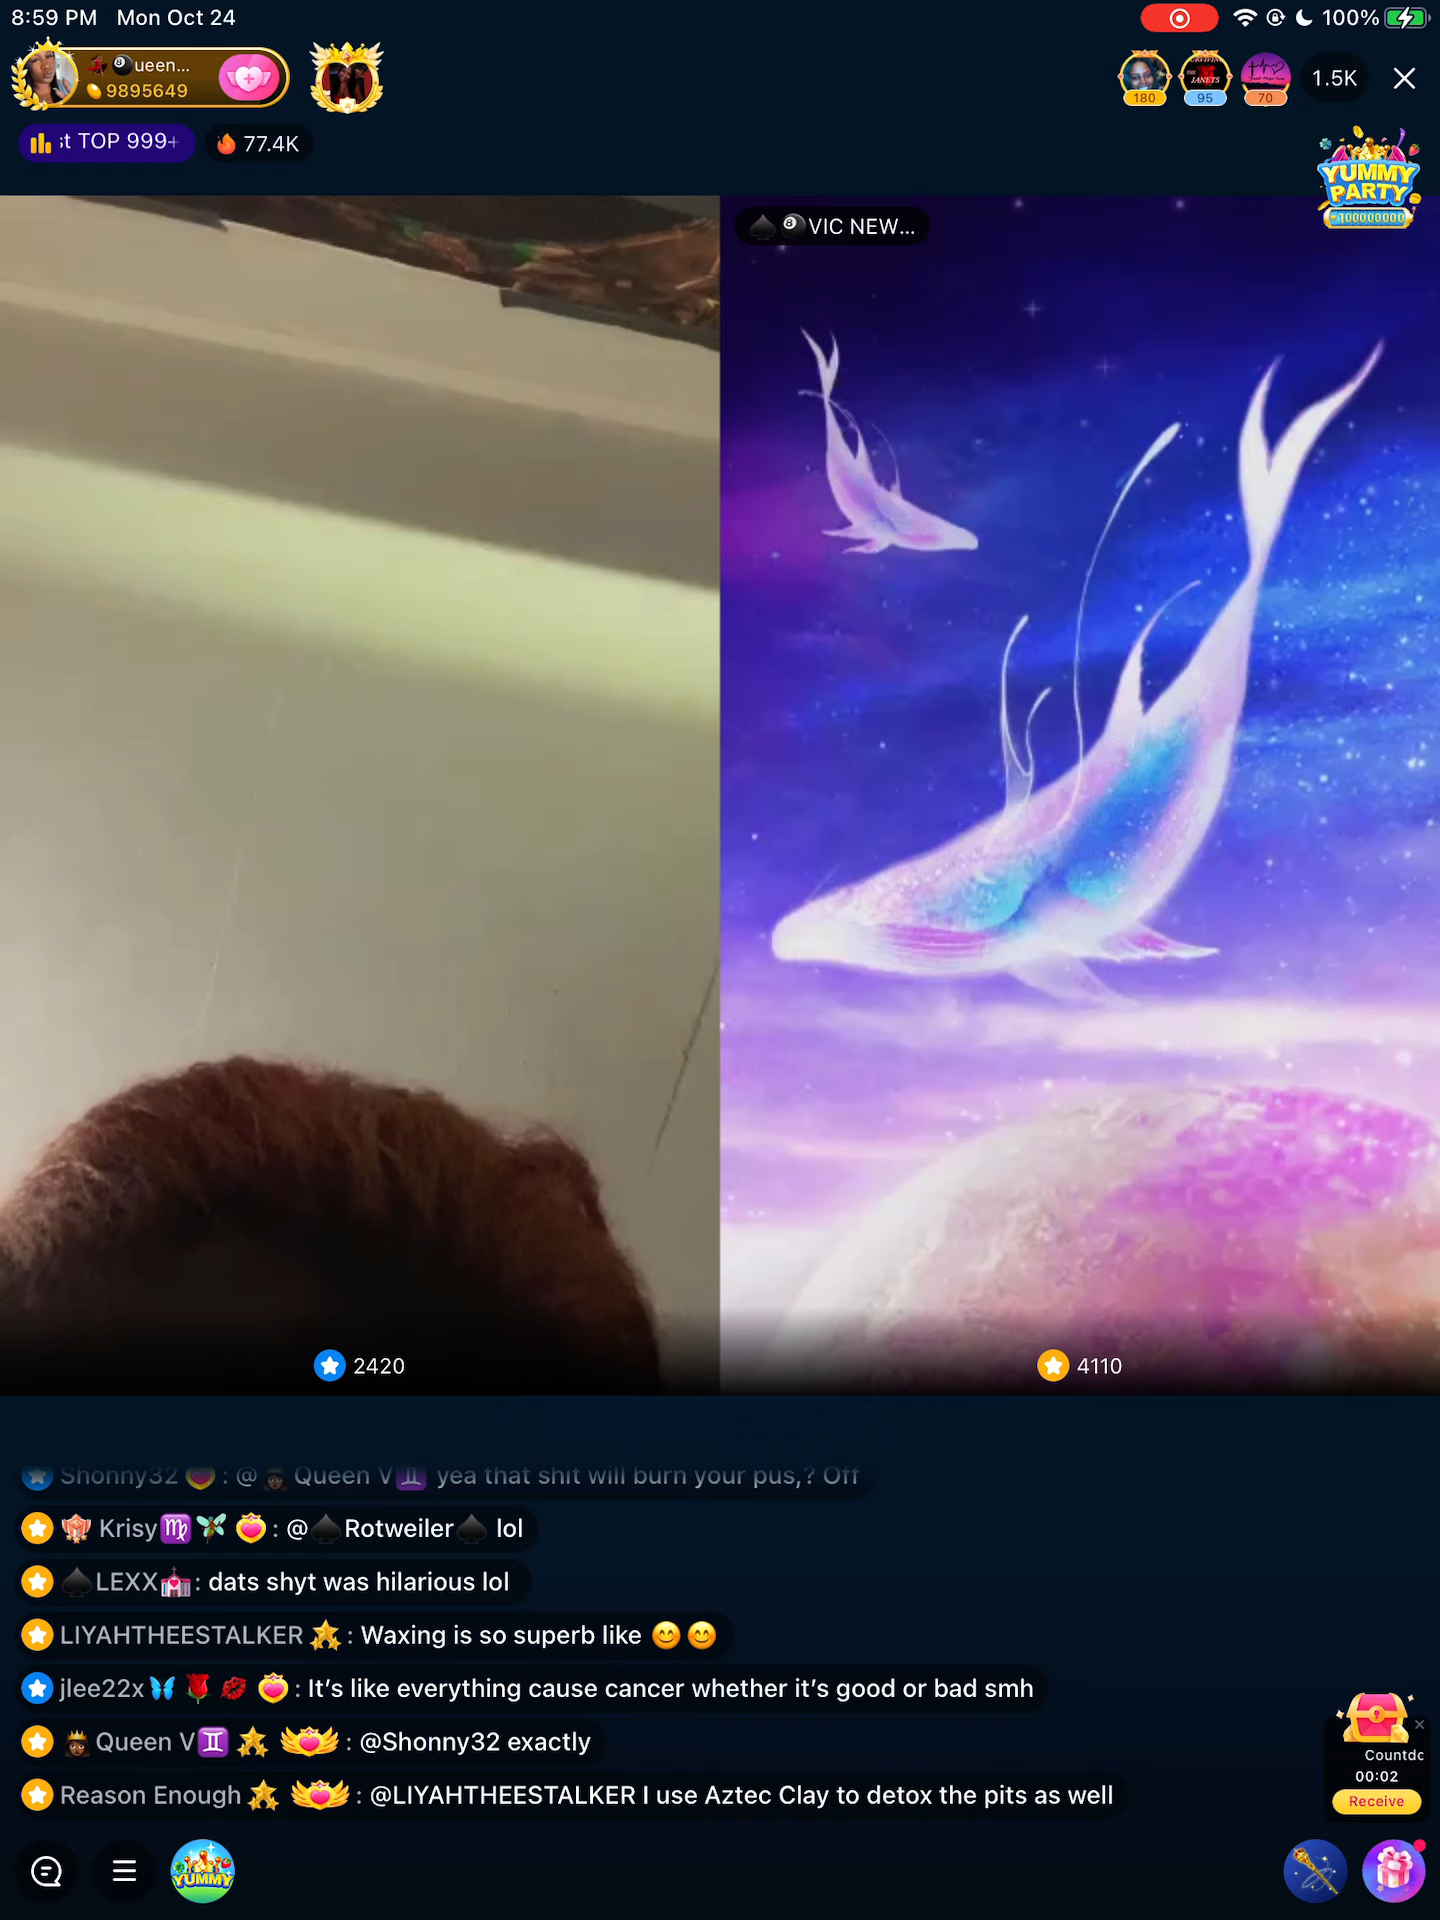 8:59 PM Mon Oct 24
100%
🎱ueen...
9895649
180
95
JANETS
70
1.5K
st TOP 999+
77.4K
YUMMY
PARTY
100000000
♠️🎱VIC NEW...
2420
4110
Shonny32 : @ Queen V♊ yea that shit will burn your pus,? Off
Krisy♍ : @♠️Rotweiler♠️ lol
♠️LEXX💒: dats shyt was hilarious lol
LIYAHTHEESTALKER : Waxing is so superb like 😊😊
jlee22x🦋🌹💋 : It’s like everything cause cancer whether it’s good or bad smh
Queen V♊ : @Shonny32 exactly
Reason Enough : @LIYAHTHEESTALKER I use Aztec Clay to detox the pits as well
Countdc
00:02
Receive
YUMMY